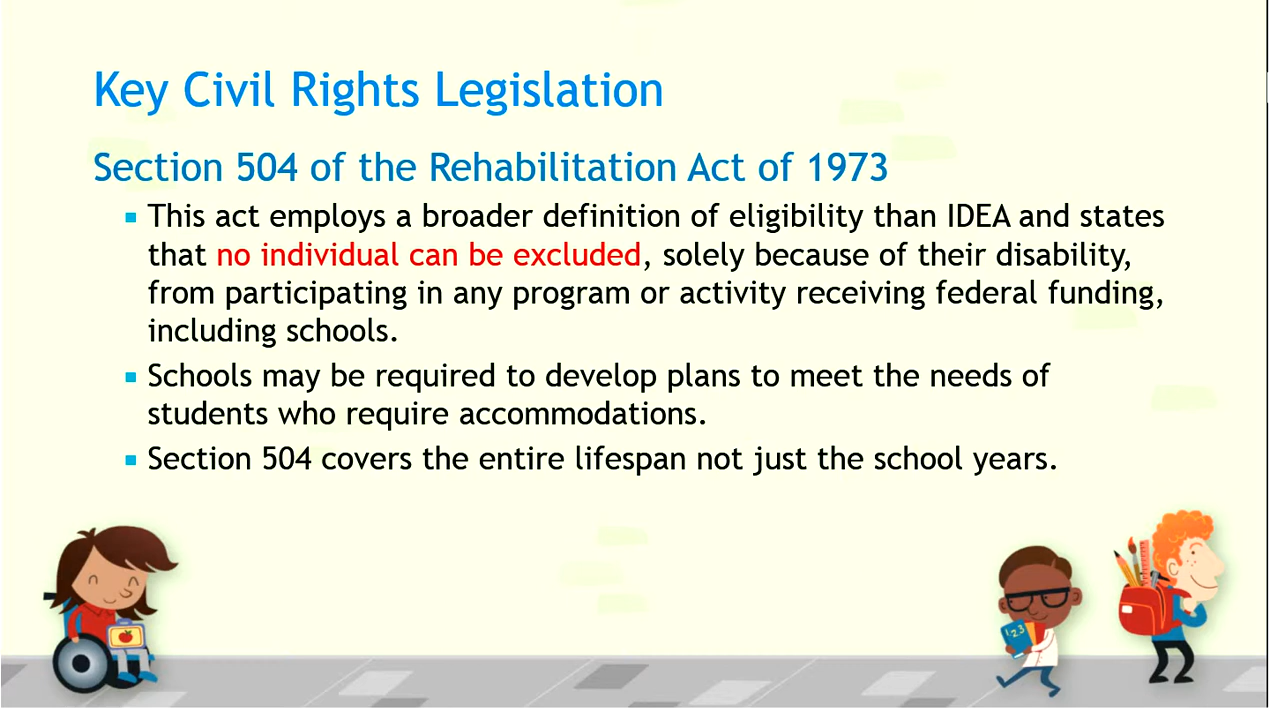 Key Civil Rights Legislation
Section 504 of the Rehabilitation Act of 1973
This act employs a broader definition of eligibility than IDEA and states
that no individual can be excluded, solely because of their disability,
from participating in any program or activity receiving federal funding,
including schools.
Schools may be required to develop plans to meet the needs of
students who require accommodations.
Section 504 covers the entire lifespan not just the school years.
123